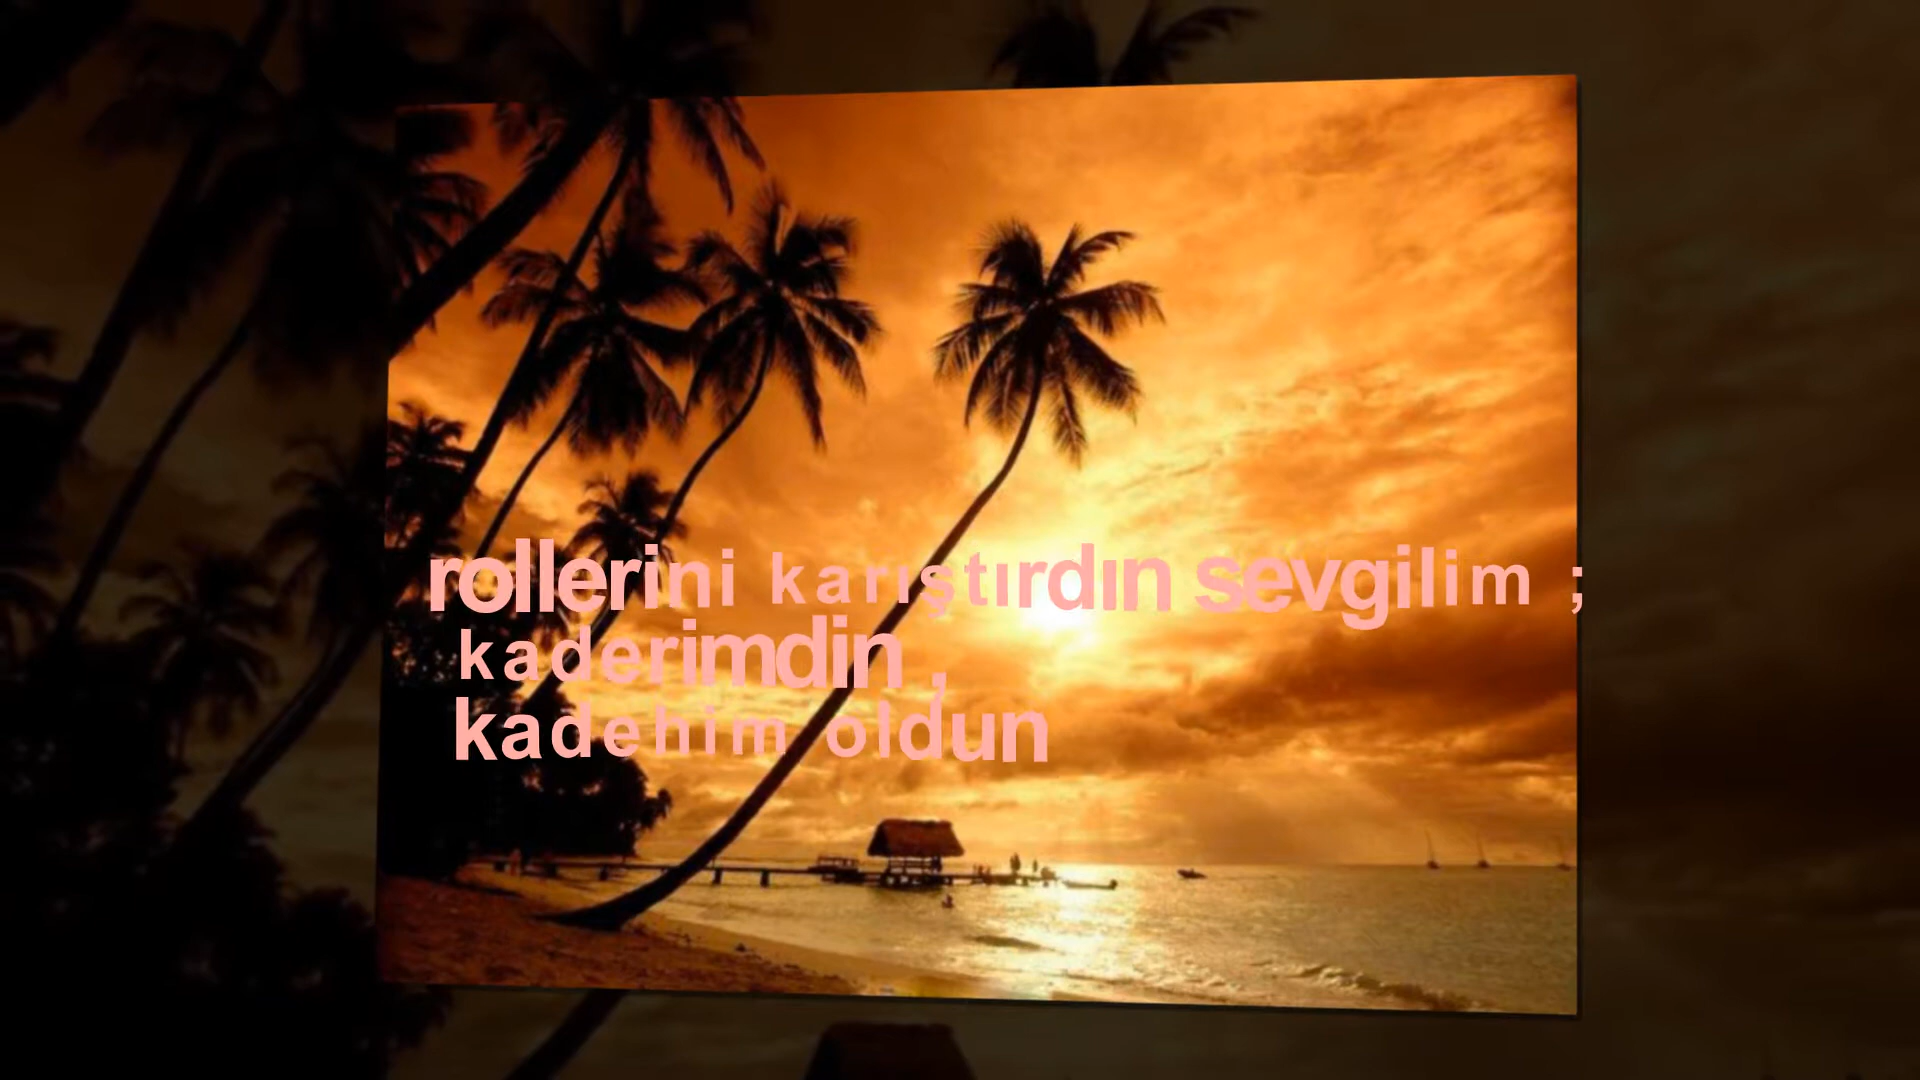 rollerini karıştırdın sevgilim ;
kaderimdin ,
kadehim oldun